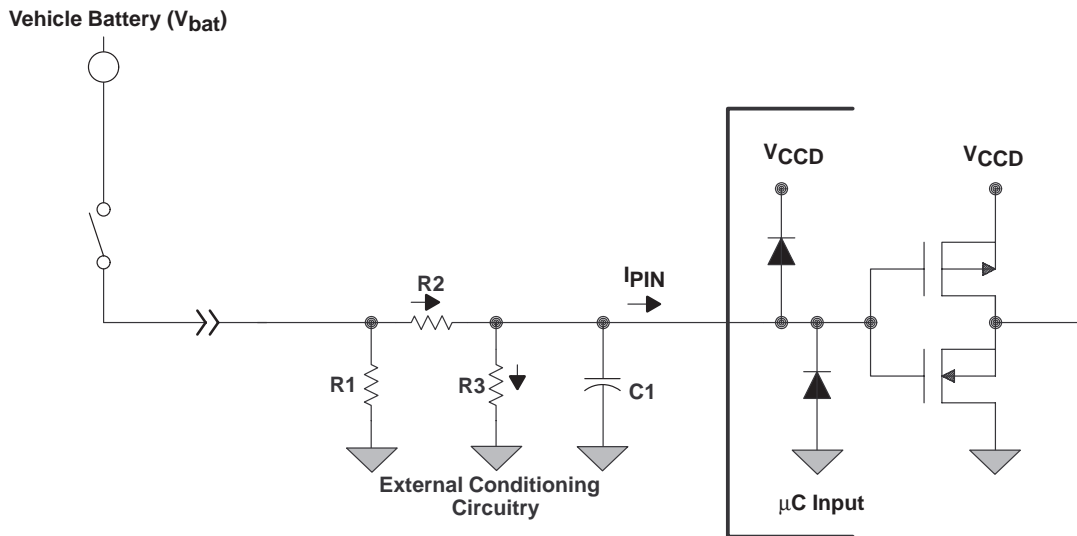 Vehicle Battery (Vbat)
VCCD
VCCD
R2
IPIN
R1
R3
C1
External Conditioning
Circuitry
μC Input